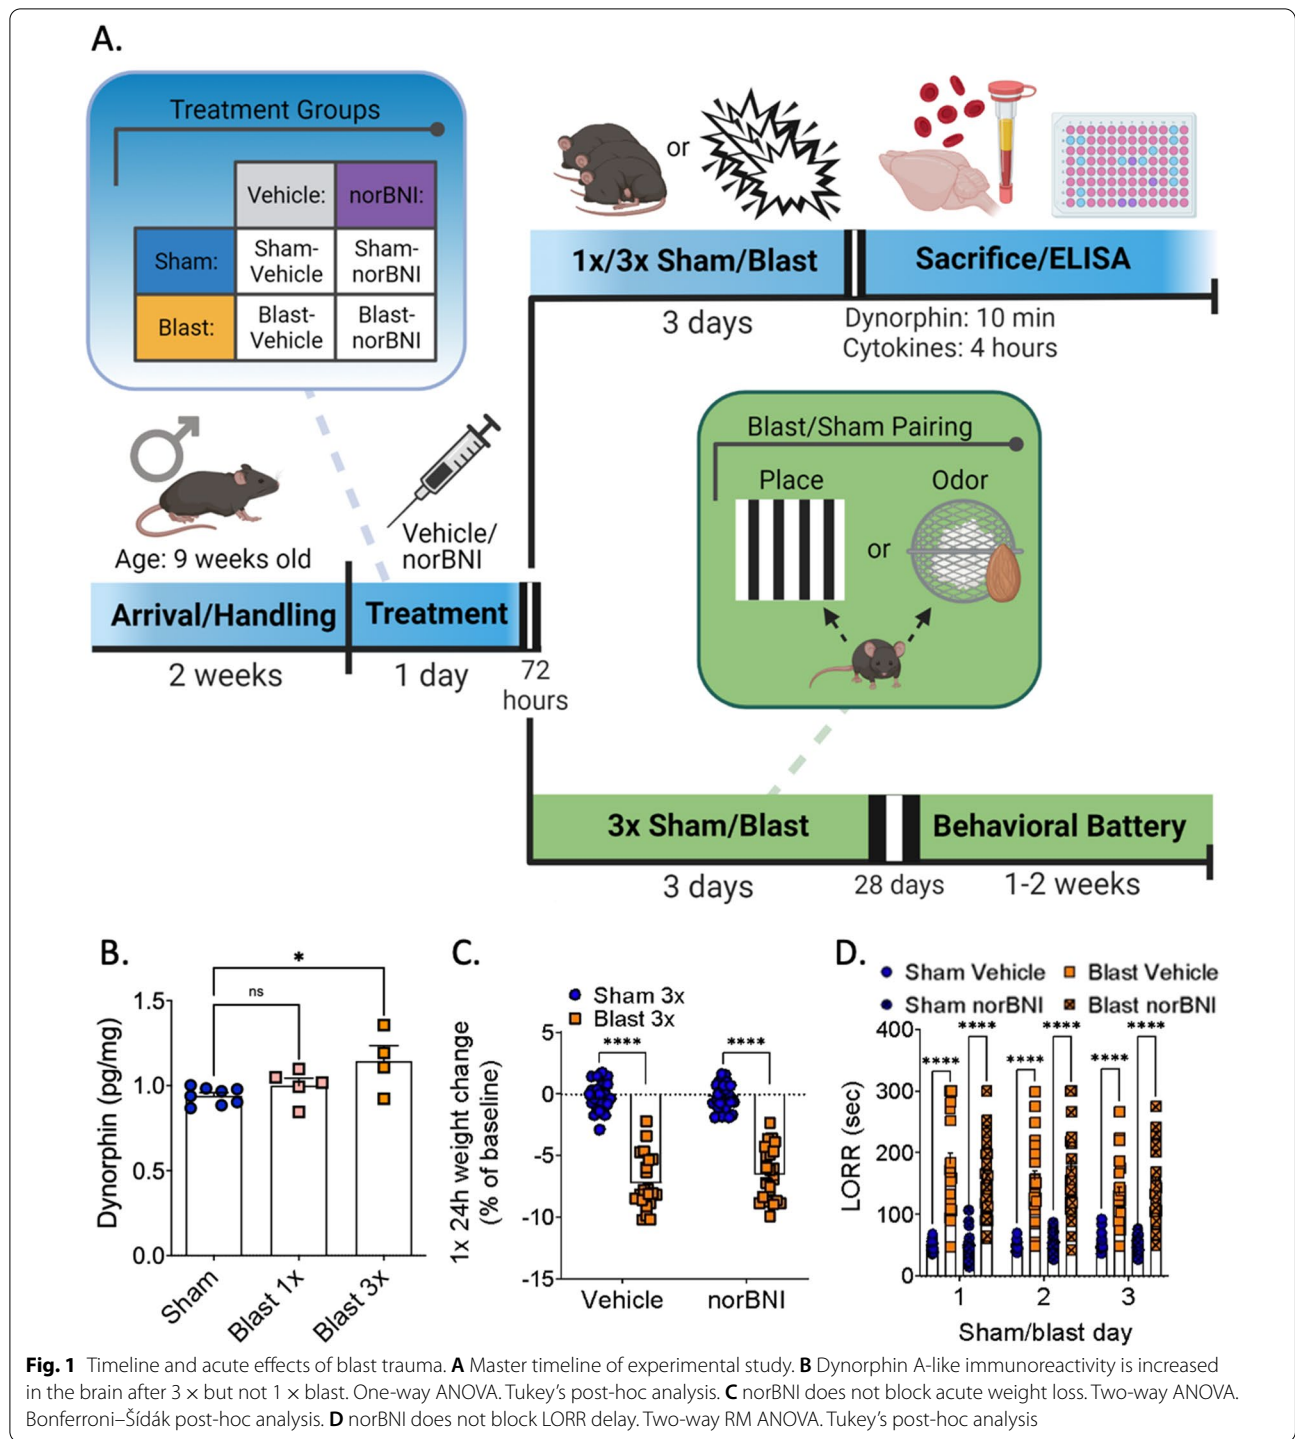 A.
Treatment Groups
Vehicle:
norBNI:
Sham:
Sham-
Vehicle
Sham-
norBNI
Blast:
Blast-
Vehicle
Blast-
norBNI
Age: 9 weeks old
Vehicle/
norBNI
Arrival/Handling
Treatment
2 weeks
1 day
72
hours
or
1x/3x Sham/Blast
Sacrifice/ELISA
3 days
Dynorphin: 10 min
Cytokines: 4 hours
Blast/Sham Pairing
Place
Odor
or
3x Sham/Blast
Behavioral Battery
3 days
28 days
1-2 weeks
B.
*
ns
1.5
1.0
0.5
0.0
Dynorphin (pg/mg)
Sham
Blast 1x
Blast 3x
C.
Sham 3x
Blast 3x
5
0
-5
-10
-15
1x 24h weight change
(% of baseline)
****
****
Vehicle
norBNI
D.
Sham Vehicle
Blast Vehicle
Sham norBNI
Blast norBNI
400
300
200
100
0
LORR (sec)
****
****
****
****
****
****
1
2
3
Sham/blast day
Fig. 1 Timeline and acute effects of blast trauma. A Master timeline of experimental study. B Dynorphin A-like immunoreactivity is increased
in the brain after 3 × but not 1 × blast. One-way ANOVA. Tukey's post-hoc analysis. C norBNI does not block acute weight loss. Two-way ANOVA.
Bonferroni–Šídák post-hoc analysis. D norBNI does not block LORR delay. Two-way RM ANOVA. Tukey's post-hoc analysis